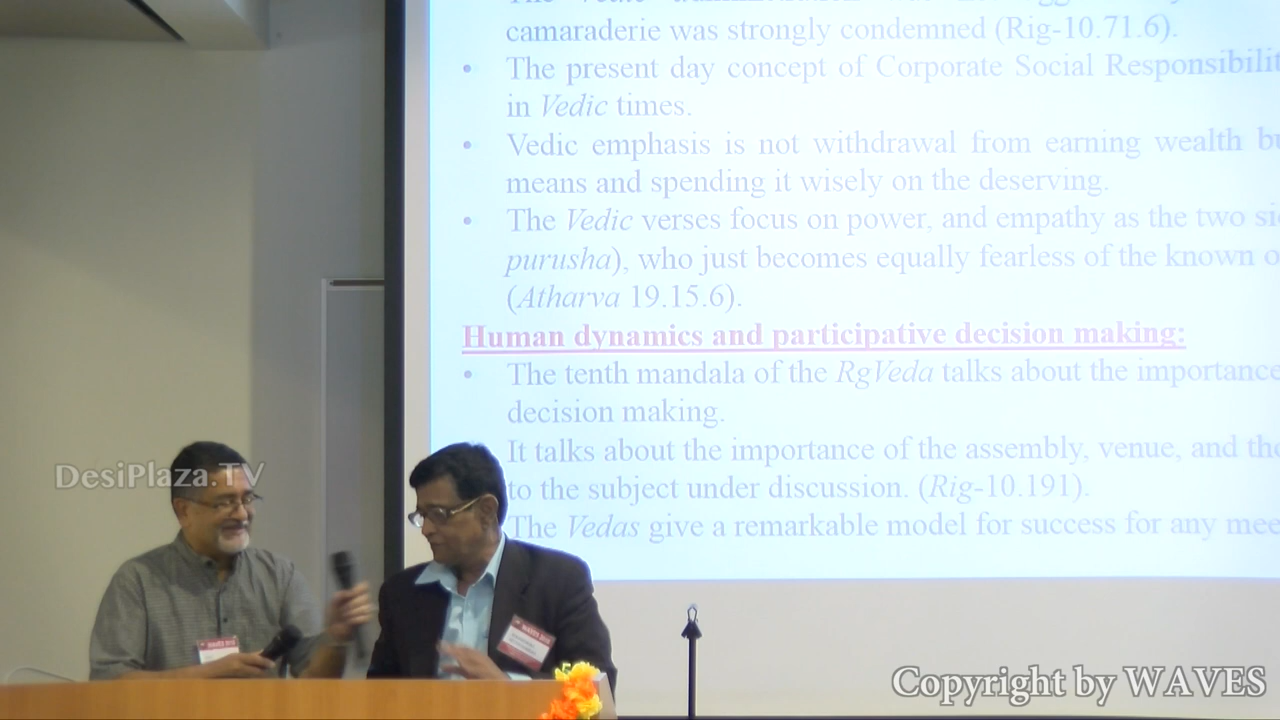 camaraderie was strongly condemned (Rig-10.71.6).
• The present day concept of Corporate Social Responsibilit
in Vedic times.
• Vedic emphasis is not withdrawal from earning wealth bu
means and spending it wisely on the deserving.
• The Vedic verses focus on power, and empathy as the two si
purusha), who just becomes equally fearless of the known o
(Atharva 19.15.6).
Human dynamics and participative decision making:
• The tenth mandala of the RgVeda talks about the importance
decision making.
It talks about the importance of the assembly, venue, and the
to the subject under discussion. (Rig-10.191).
The Vedas give a remarkable model for success for any mee
DesiPlaza.TV
Copyright by WAVES